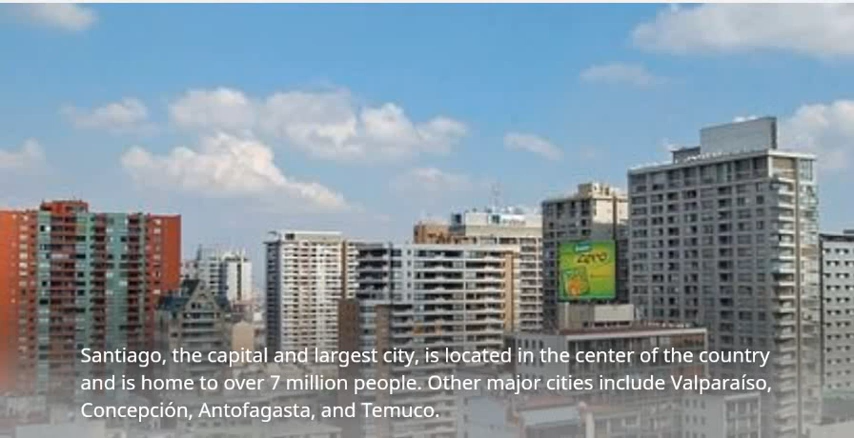 Zero
Santiago, the capital and largest city, is located in the center of the country
and is home to over 7 million people. Other major cities include Valparaíso,
Concepción, Antofagasta, and Temuco.